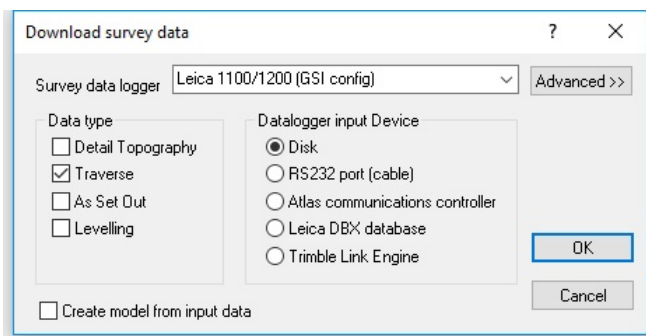 Download survey data
?
Survey data logger
Leica 1100/1200 (GSI config)
Advanced >>
Data type
Detail Topography
Traverse
As Set Out
Levelling
Datalogger input Device
Disk
RS232 port (cable)
Atlas communications controller
Leica DBX database
Trimble Link Engine
OK
Cancel
Create model from input data